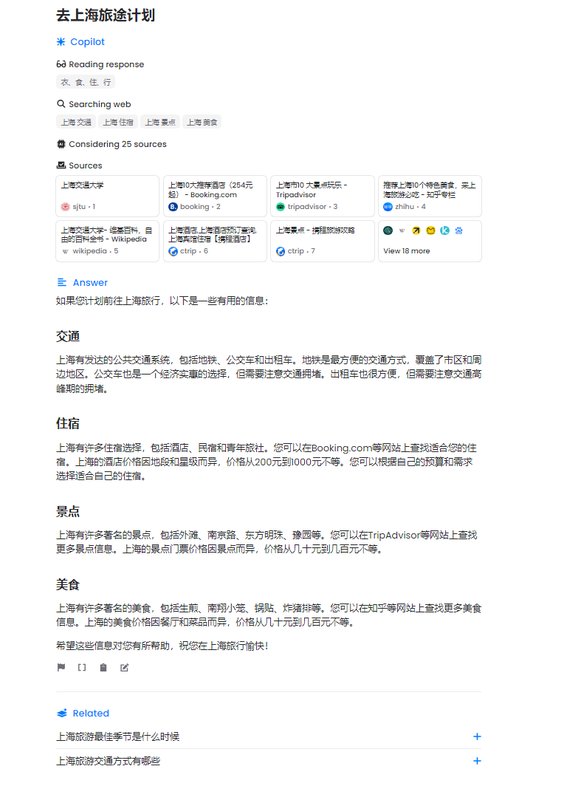 去上海旅途计划
Copilot
Reading response
衣、食、住、行
Searching web
上海 交通 上海 住宿 上海 景点 上海 美食
Considering 25 sources
Sources
上海交通大学
sjtu • 1
上海10大推荐酒店（254元
起） - Booking.com
booking • 2
上海市10 大景点玩乐 -
Tripadvisor
tripadvisor • 3
推荐上海10个特色美食，来上
海旅游必吃 - 知乎专栏
zhihu • 4
上海交通大学- 维基百科，自
由的百科全书 - Wikipedia
wikipedia • 5
上海酒店,上海酒店预订查询,
上海宾馆住宿【携程酒店】
ctrip • 6
上海景点 - 携程旅游攻略
ctrip • 7
View 18 more
Answer
如果您计划前往上海旅行，以下是一些有用的信息：
交通
上海有发达的公共交通系统，包括地铁、公交车和出租车。地铁是最方便的交通方式，覆盖了市区和周
边地区。公交车也是一个经济实惠的选择，但需要注意交通拥堵。出租车也很方便，但需要注意交通高
峰期的拥堵。
住宿
上海有许多住宿选择，包括酒店、民宿和青年旅社。您可以在Booking.com等网站上查找适合您的住
宿。上海的酒店价格因地段和星级而异，价格从200元到1000元不等。您可以根据自己的预算和需求
选择适合自己的住宿。
景点
上海有许多著名的景点，包括外滩、南京路、东方明珠、豫园等。您可以在TripAdvisor等网站上查找
更多景点信息。上海的景点门票价格因景点而异，价格从几十元到几百元不等。
美食
上海有许多著名的美食，包括生煎、南翔小笼、锅贴、炸猪排等。您可以在知乎等网站上查找更多美食
信息。上海的美食价格因餐厅和菜品而异，价格从几十元到几百元不等。
希望这些信息对您有所帮助，祝您在上海旅行愉快！
Related
上海旅游最佳季节是什么时候
上海旅游交通方式有哪些